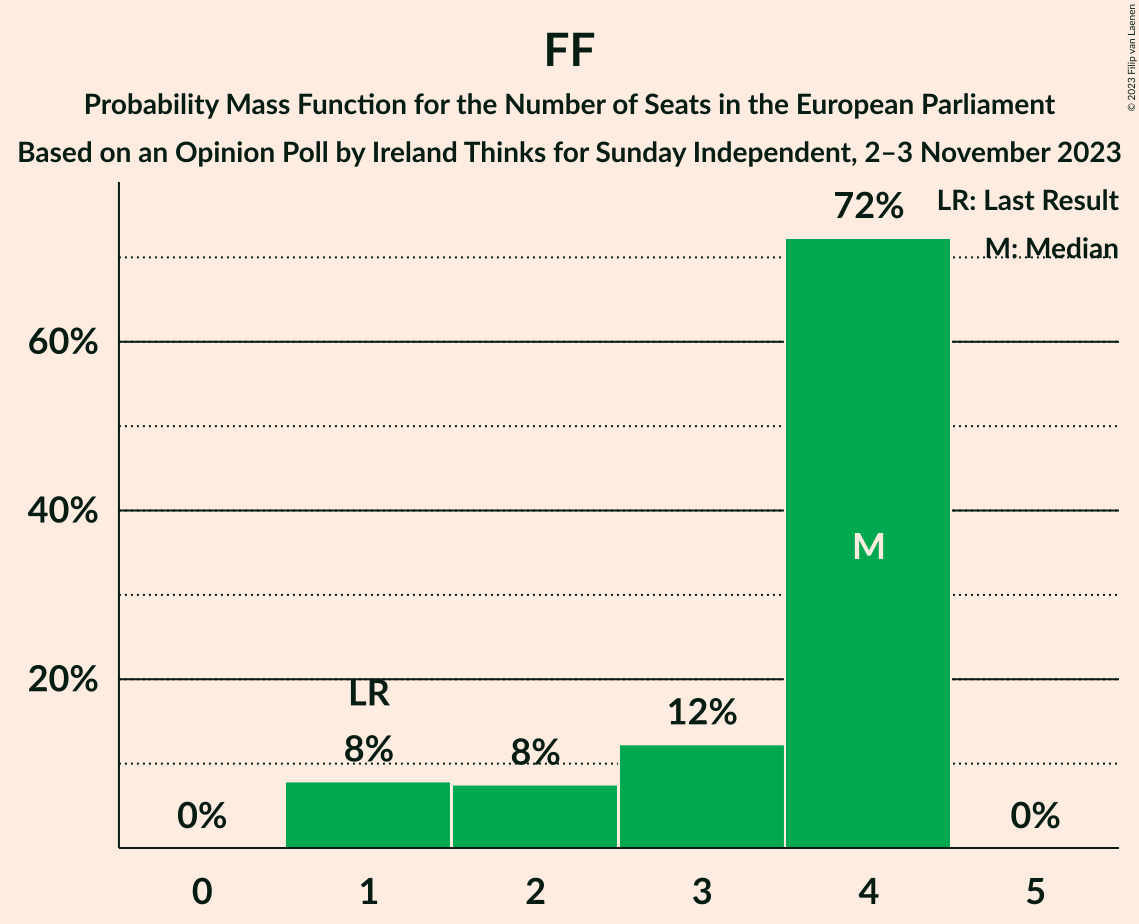 FF
Probability Mass Function for the Number of Seats in the European Parliament
Based on an Opinion Poll by Ireland Thinks for Sunday Independent, 2–3 November 2023
© 2023 Filip van Laenen
LR: Last Result
M: Median
72%
60%
40%
20%
M
LR
8%
8%
12%
0%
0%
0 1 2 3 4 5